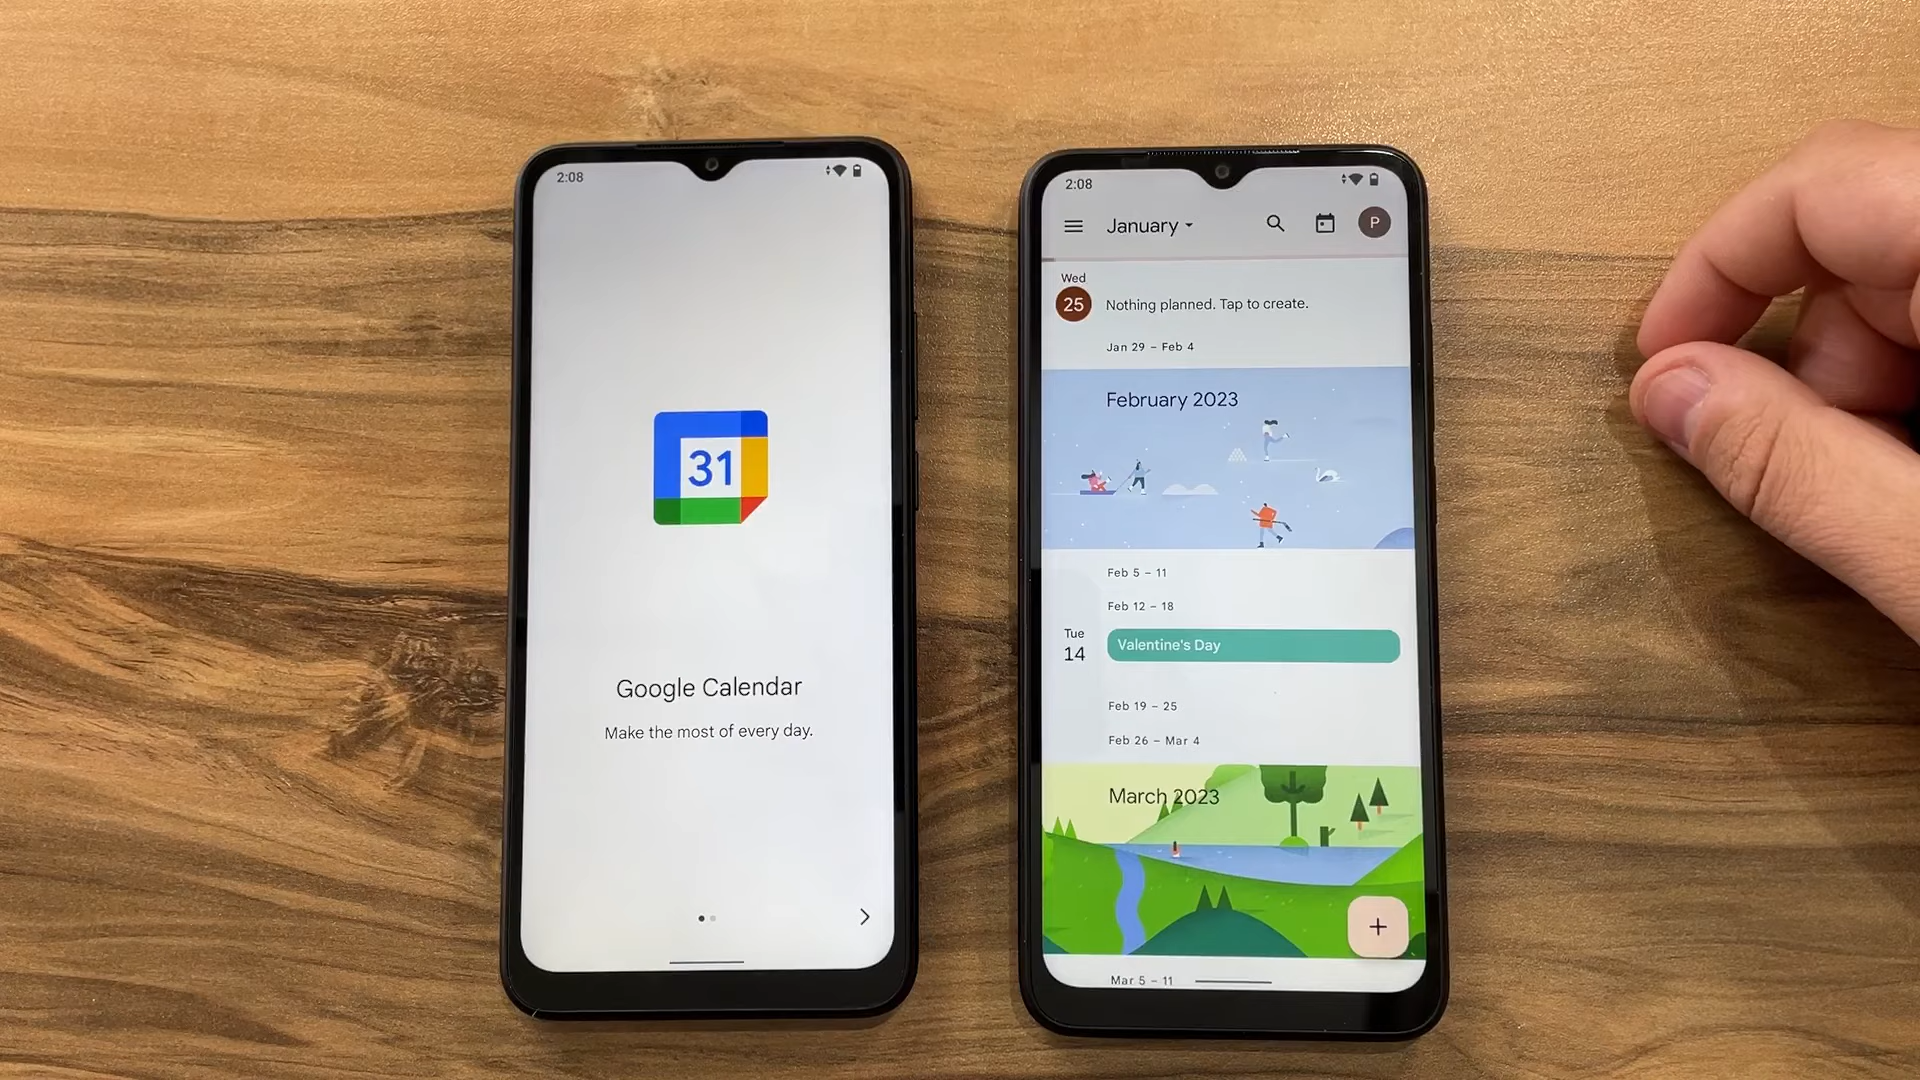 2:08
31
Google Calendar
Make the most of every day.
2:08
January
P
Wed
25
Nothing planned. Tap to create.
Jan 29 – Feb 4
February 2023
Feb 5 – 11
Feb 12 – 18
Tue
14
Valentine's Day
Feb 19 – 25
Feb 26 – Mar 4
March 2023
+
Mar 5 – 11